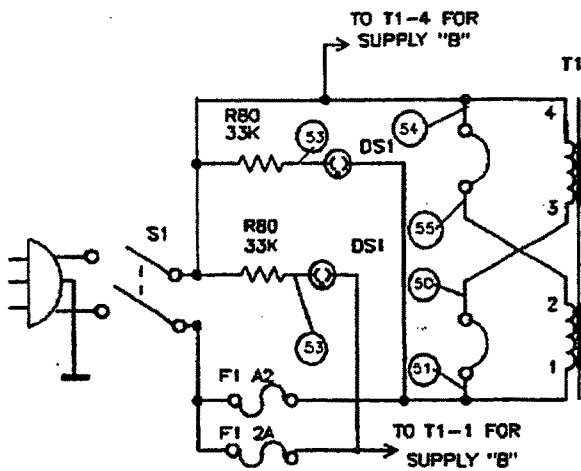 TO T1-4 FOR
SUPPLY "B"
T1
R80
33K
53
DS1
54
4
S1
R80
33K
DS1
55
3
50
2
53
51
1
F1 A2
F1 2A
TO T1-1 FOR
SUPPLY "B"